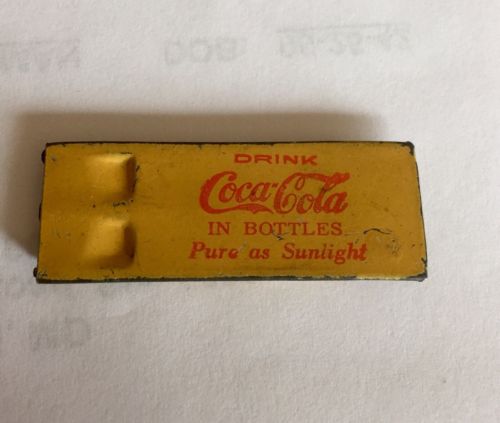 DRINK
Coca-Cola
IN BOTTLES
Pure as Sunlight